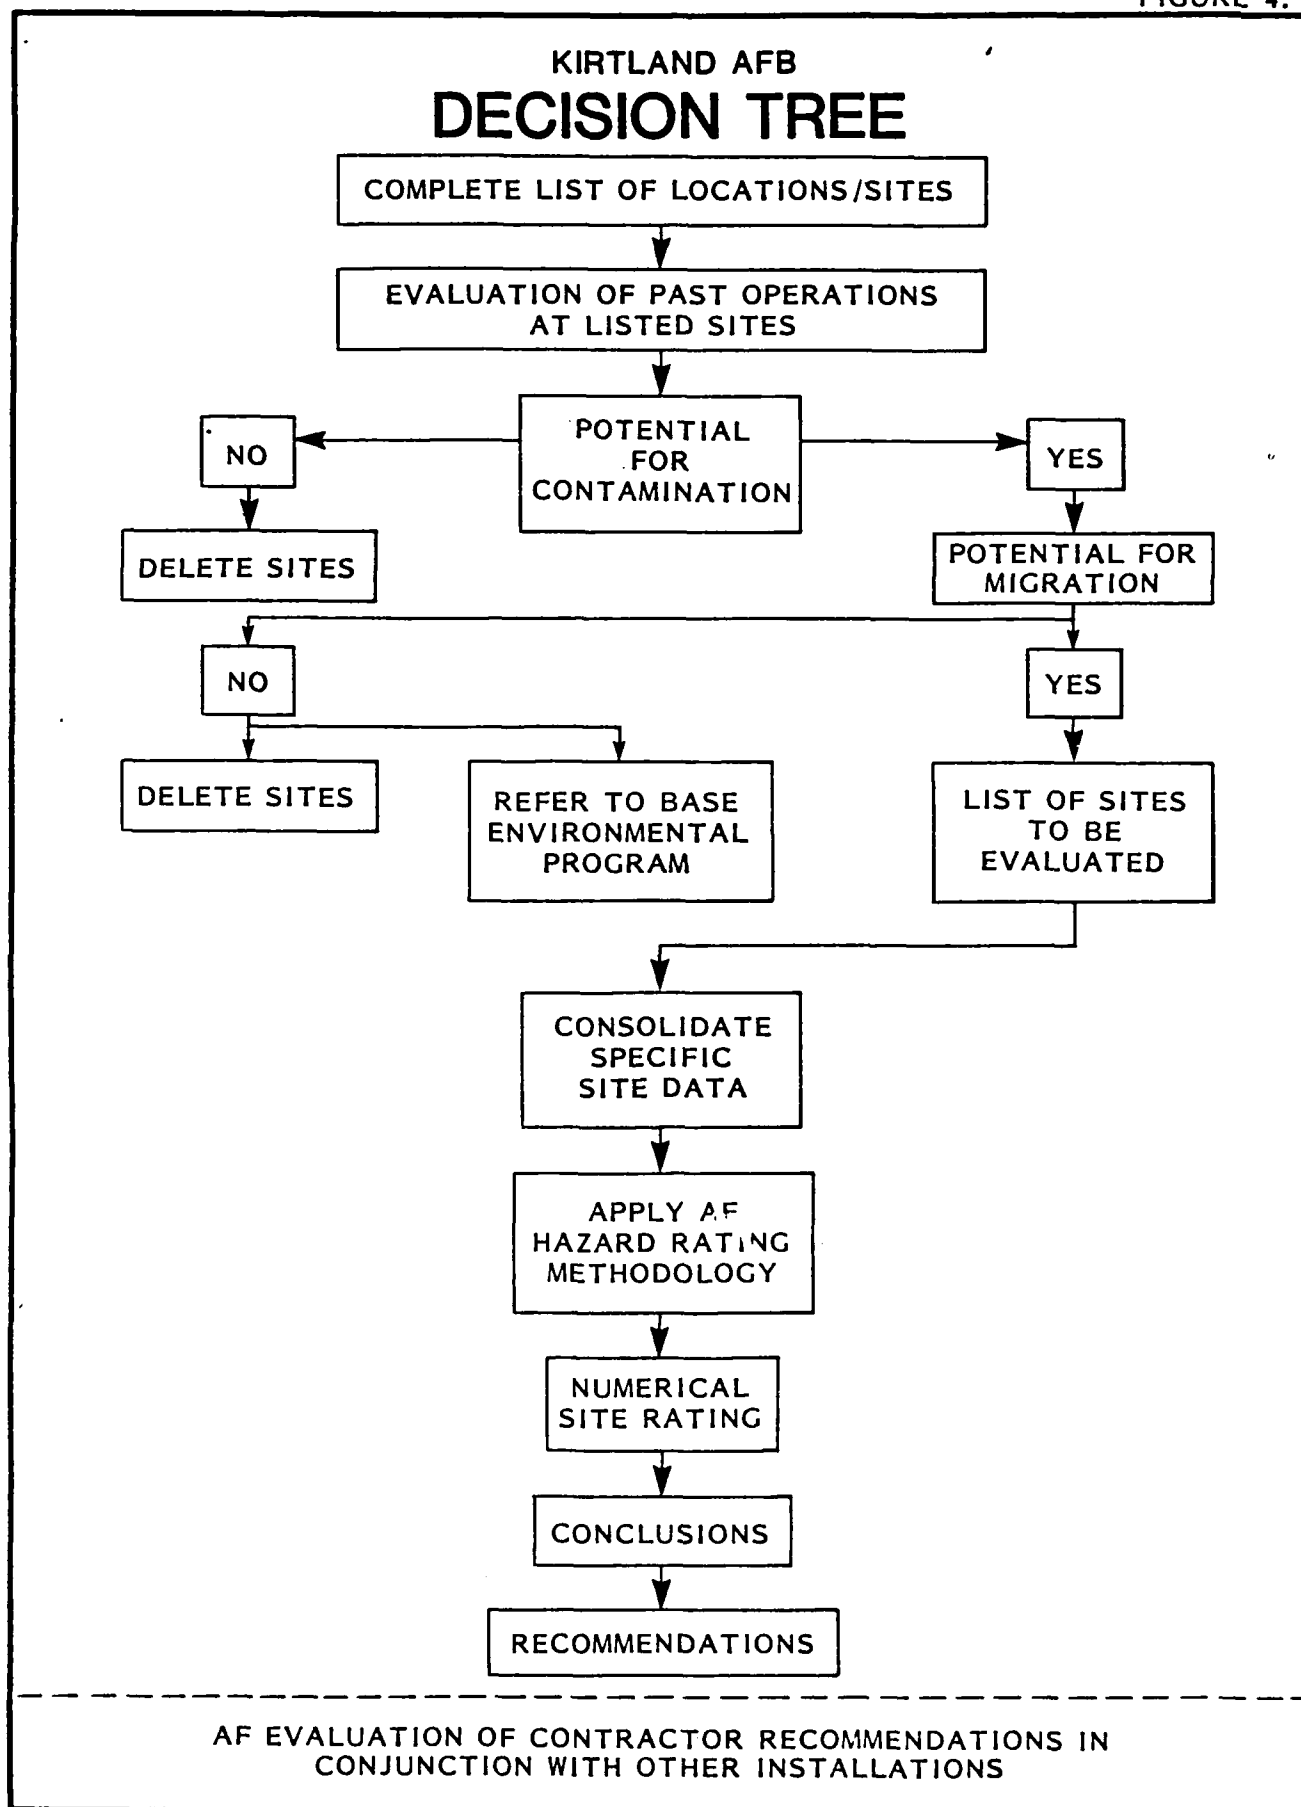 FIGURE 4.
KIRTLAND AFB
DECISION TREE
COMPLETE LIST OF LOCATIONS/SITES
EVALUATION OF PAST OPERATIONS
AT LISTED SITES
POTENTIAL
FOR
CONTAMINATION
NO
YES
DELETE SITES
POTENTIAL FOR
MIGRATION
NO
YES
DELETE SITES
REFER TO BASE
ENVIRONMENTAL
PROGRAM
LIST OF SITES
TO BE
EVALUATED
CONSOLIDATE
SPECIFIC
SITE DATA
APPLY AF
HAZARD RATING
METHODOLOGY
NUMERICAL
SITE RATING
CONCLUSIONS
RECOMMENDATIONS
AF EVALUATION OF CONTRACTOR RECOMMENDATIONS IN
CONJUNCTION WITH OTHER INSTALLATIONS